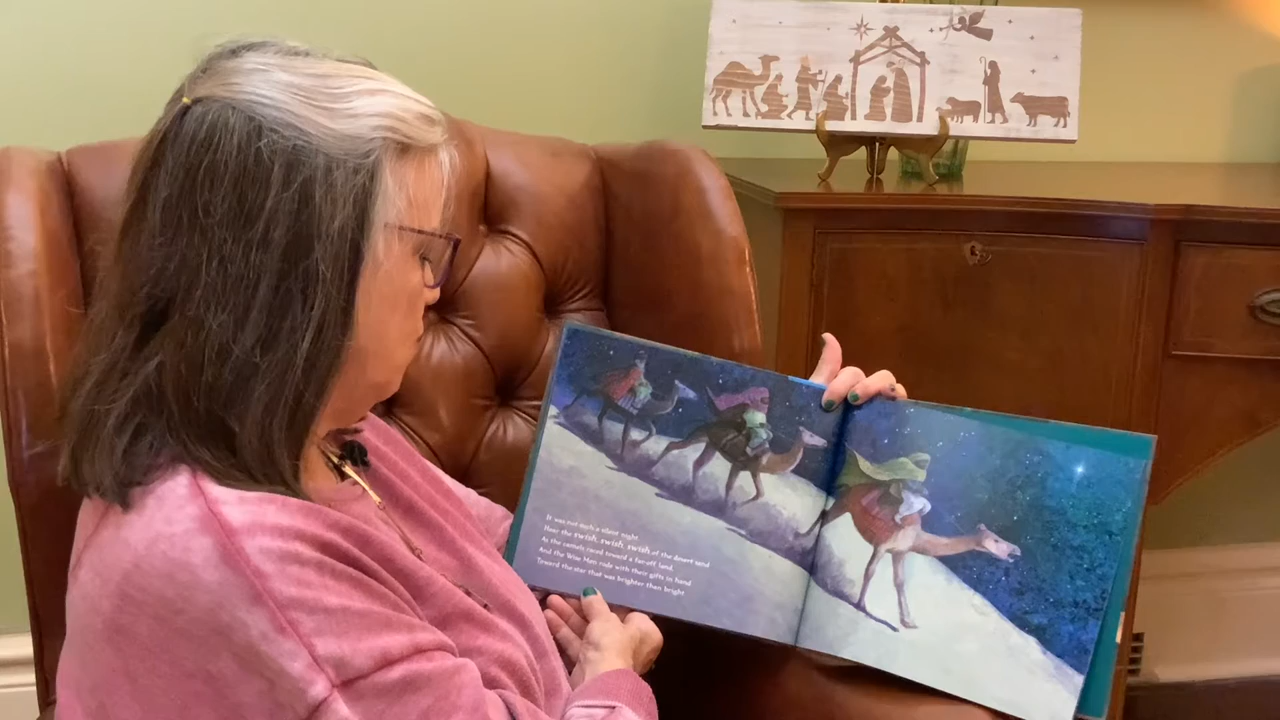 It was not such a silent night.
Hear the swish, swish, swish of the desert sand
As the camels raced toward a far-off land,
And the Wise Men rode with their gifts in hand
Toward the star that was brighter than bright